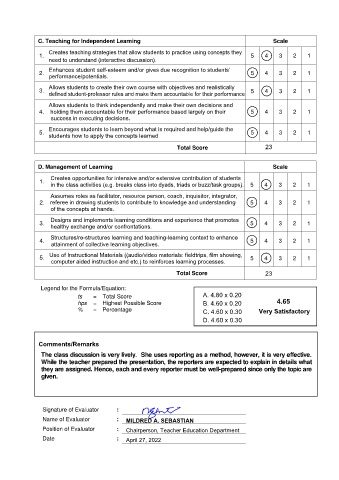 C. Teaching for Independent Learning Scale
1. Creates teaching strategies that allow students to practice using concepts they
need to understand (interactive discussion). 5 4 3 2 1
2. Enhances student self-esteem and/or gives due recognition to students'
performance/potentials. 5 4 3 2 1
3. Allows students to create their own course with objectives and realistically
defined student-professor rules and make them accountable for their performance 5 4 3 2 1
4. Allows students to think independently and make their own decisions and
holding them accountable for their performance based largely on their
success in executing decisions. 5 4 3 2 1
5. Encourages students to learn beyond what is required and help/guide the
students how to apply the concepts learned 5 4 3 2 1
Total Score 23
D. Management of Learning Scale
1. Creates opportunities for intensive and/or extensive contribution of students
in the class activities (e.g. breaks class into dyads, triads or buzz/task groups). 5 4 3 2 1
2. Assumes roles as facilitator, resource person, coach, inquisitor, integrator,
referee in drawing students to contribute to knowledge and understanding
of the concepts at hands. 5 4 3 2 1
3. Designs and implements learning conditions and experience that promotes
healthy exchange and/or confrontations. 5 4 3 2 1
4. Structures/re-structures learning and teaching-learning context to enhance
attainment of collective learning objectives. 5 4 3 2 1
5. Use of Instructional Materials ((audio/video materials: fieldtrips, film showing,
computer aided instruction and etc.) to reinforces learning processes. 5 4 3 2 1
Total Score 23
Legend for the Formula/Equation:
ts = Total Score
hps = Highest Possible Score
% = Percentage
A. 4.80 x 0.20
B. 4.60 x 0.20
C. 4.60 x 0.30
D. 4.60 x 0.30
4.65
Very Satisfactory
Comments/Remarks
The class discussion is very lively. She uses reporting as a method, however, it is very effective.
While the teacher prepared the presentation, the reporters are expected to explain in details what
they are assigned. Hence, each and every reporter must be well-prepared since only the topic are
given.
Signature of Evaluator :
Name of Evaluator : MILDRED A. SEBASTIAN
Position of Evaluator : Chairperson, Teacher Education Department
Date : April 27, 2022